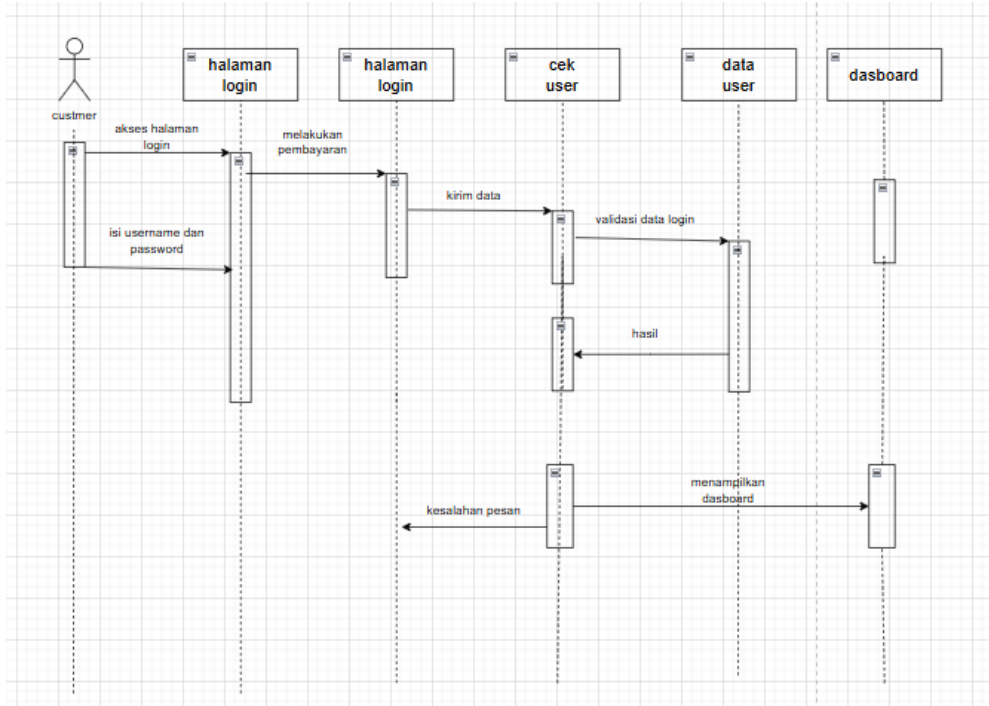 halaman
login
halaman
login
cek
user
data
user
dasboard
custmer
akses halaman
login
melakukan
pembayaran
kirim data
validasi data login
isi username dan
password
hasil
menampilkan
dasboard
kesalahan pesan